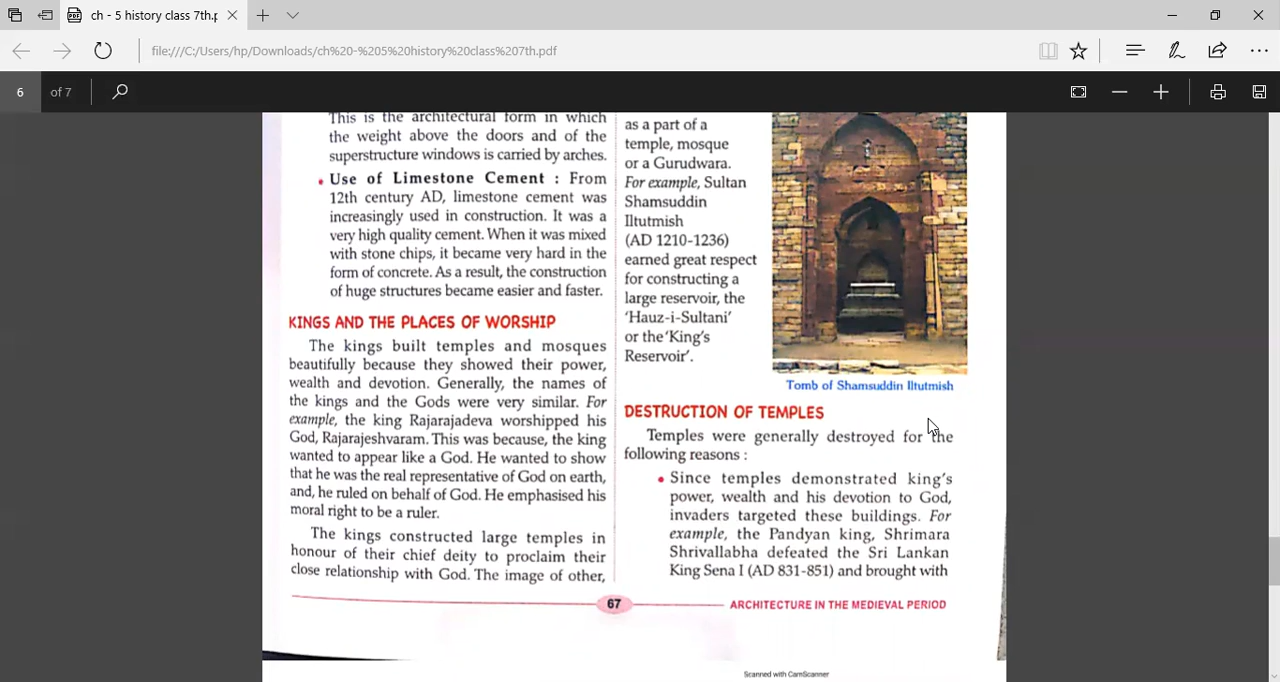 ch - 5 history class 7th.p
file:///C:/Users/hp/Downloads/ch%20-%205%20history%20class%207th.pdf
6 of 7
This is the architectural form in which
the weight above the doors and of the
superstructure windows is carried by arches.
• Use of Limestone Cement : From
12th century AD, limestone cement was
increasingly used in construction. It was a
very high quality cement. When it was mixed
with stone chips, it became very hard in the
form of concrete. As a result, the construction
of huge structures became easier and faster.
KINGS AND THE PLACES OF WORSHIP
The kings built temples and mosques
beautifully because they showed their power,
wealth and devotion. Generally, the names of
the kings and the Gods were very similar. For
example, the king Rajarajadeva worshipped his
God, Rajarajeshvaram. This was because, the king
wanted to appear like a God. He wanted to show
that he was the real representative of God on earth,
and, he ruled on behalf of God. He emphasised his
moral right to be a ruler.
The kings constructed large temples in
honour of their chief deity to proclaim their
close relationship with God. The image of other,
as a part of a
temple, mosque
or a Gurudwara.
For example, Sultan
Shamsuddin
Iltutmish
(AD 1210-1236)
earned great respect
for constructing a
large reservoir, the
‘Hauz-i-Sultani’
or the ‘King’s
Reservoir’.
Tomb of Shamsuddin Iltutmish
DESTRUCTION OF TEMPLES
Temples were generally destroyed for the
following reasons :
• Since temples demonstrated king’s
power, wealth and his devotion to God,
invaders targeted these buildings. For
example, the Pandyan king, Shrimara
Shrivallabha defeated the Sri Lankan
King Sena I (AD 831-851) and brought with
67
ARCHITECTURE IN THE MEDIEVAL PERIOD
Scanned with CamScanner